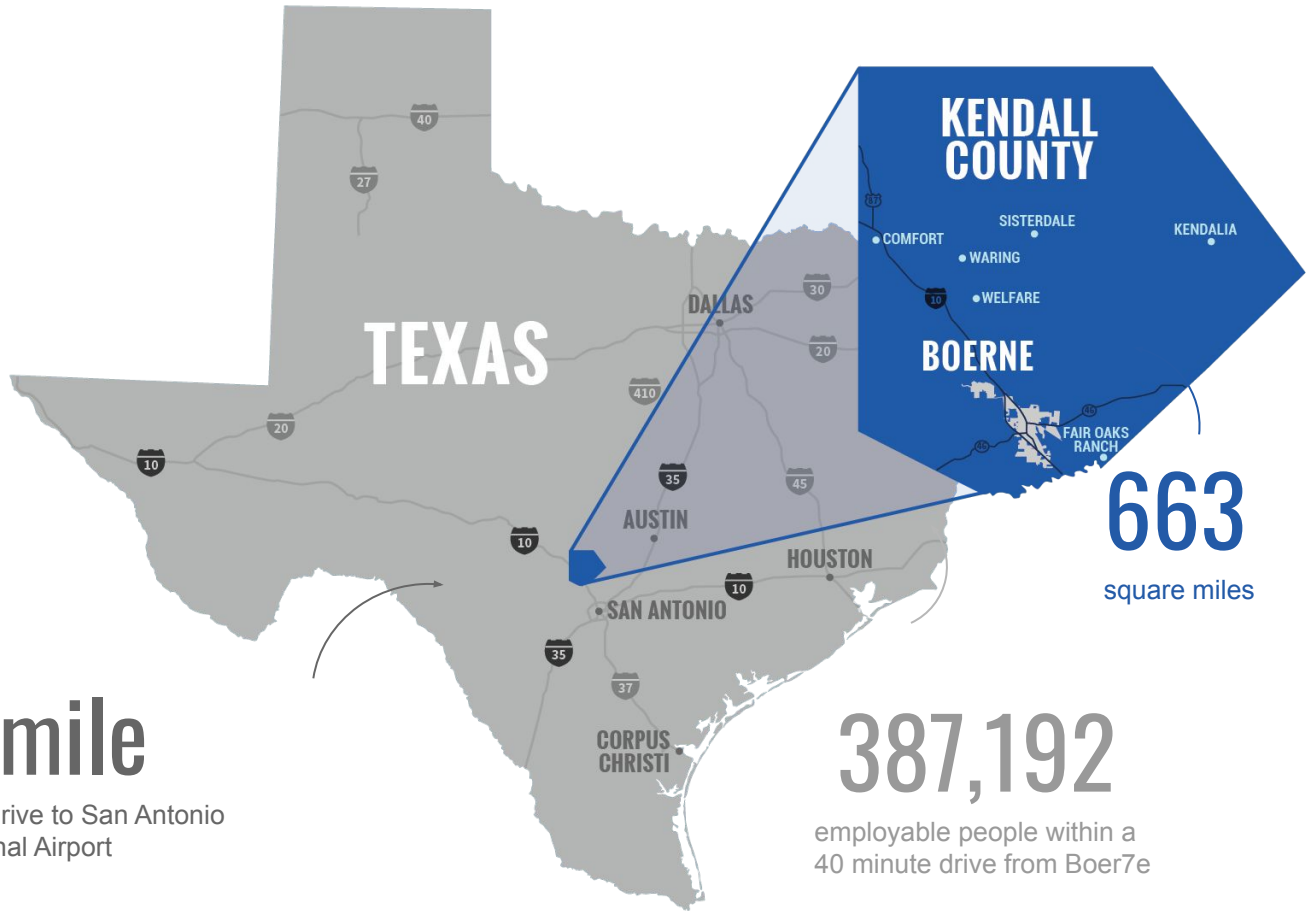 KENDALL
COUNTY
87
SISTERDALE
KENDALIA
COMFORT
WARING
10
WELFARE
BOERNE
46
46
FAIR OAKS
RANCH
663
square miles
40
27
30
DALLAS
TEXAS
20
410
20
10
35
45
AUSTIN
10
HOUSTON
10
SAN ANTONIO
35
37
CORPUS
CHRISTI
mile
rive to San Antonio
nal Airport
387,192
employable people within a
40 minute drive from Boer7e